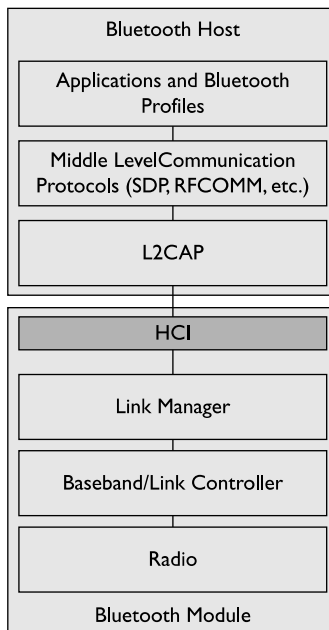 Bluetooth Host
Applications and Bluetooth
Profiles
Middle LevelCommunication
Protocols (SDP, RFCOMM, etc.)
L2CAP
HCI
Link Manager
Baseband/Link Controller
Radio
Bluetooth Module